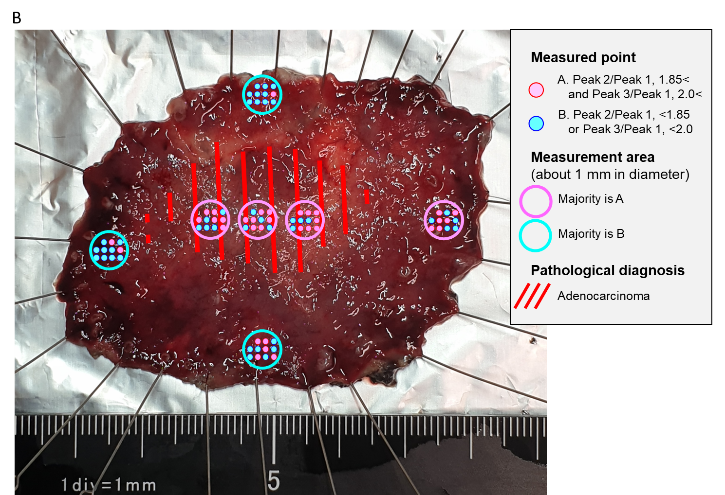 B
Measured point
A. Peak 2/Peak 1, 1.85<
and Peak 3/Peak 1, 2.0<
B. Peak 2/Peak 1, <1.85
or Peak 3/Peak 1, <2.0
Measurement area
(about 1 mm in diameter)
Majority is A
Majority is B
Pathological diagnosis
Adenocarcinoma
1div=1mm
5